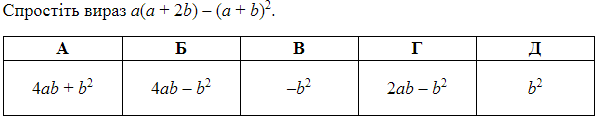 Спростіть вираз a(a + 2b) – (a + b)².
А Б В Г Д
4ab + b² 4ab – b² –b² 2ab – b² b²